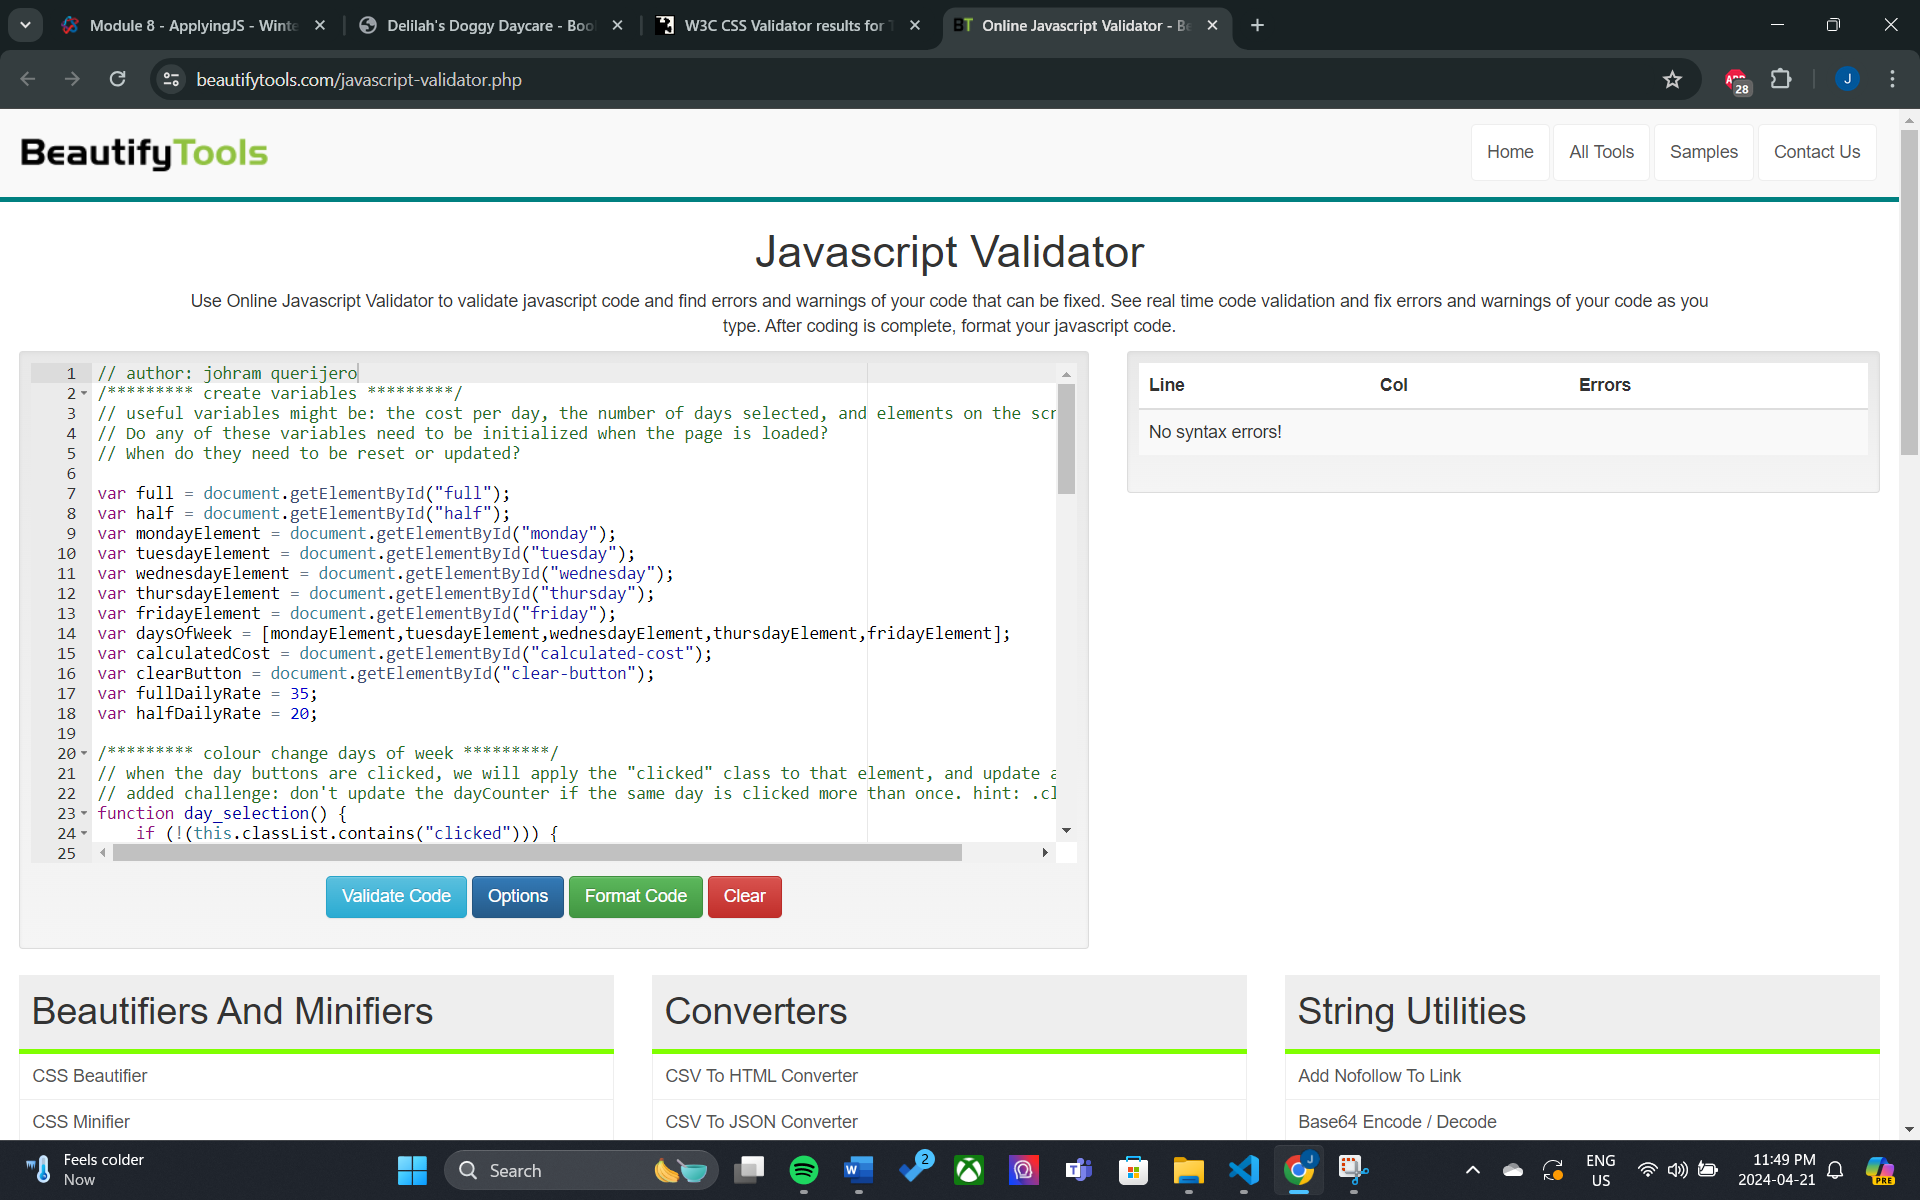 Module 8 - ApplyingJS - Winte
Delilah's Doggy Daycare - Boo
W3C CSS Validator results for T
BT Online Javascript Validator - Be
beautifytools.com/javascript-validator.php
ABP 28
J
BeautifyTools
Home
All Tools
Samples
Contact Us
Javascript Validator
Use Online Javascript Validator to validate javascript code and find errors and warnings of your code that can be fixed. See real time code validation and fix errors and warnings of your code as you
type. After coding is complete, format your javascript code.
1 // author: johram querijero
2 /********* create variables *********/
3 // useful variables might be: the cost per day, the number of days selected, and elements on the scr
4 // Do any of these variables need to be initialized when the page is loaded?
5 // When do they need to be reset or updated?
6
7 var full = document.getElementById("full");
8 var half = document.getElementById("half");
9 var mondayElement = document.getElementById("monday");
10 var tuesdayElement = document.getElementById("tuesday");
11 var wednesdayElement = document.getElementById("wednesday");
12 var thursdayElement = document.getElementById("thursday");
13 var fridayElement = document.getElementById("friday");
14 var daysOfWeek = [mondayElement,tuesdayElement,wednesdayElement,thursdayElement,fridayElement];
15 var calculatedCost = document.getElementById("calculated-cost");
16 var clearButton = document.getElementById("clear-button");
17 var fullDailyRate = 35;
18 var halfDailyRate = 20;
19
20 /********* colour change days of week *********/
21 // when the day buttons are clicked, we will apply the "clicked" class to that element, and update a
22 // added challenge: don't update the dayCounter if the same day is clicked more than once. hint: .cl
23 function day_selection() {
24 if (!(this.classList.contains("clicked"))) {
25
Line Col Errors
No syntax errors!
Validate Code
Options
Format Code
Clear
Beautifiers And Minifiers
CSS Beautifier
CSS Minifier
Converters
CSV To HTML Converter
CSV To JSON Converter
String Utilities
Add Nofollow To Link
Base64 Encode / Decode
Feels colder
Now
Search
2
J
ENG
US
11:49 PM
2024-04-21
PRE